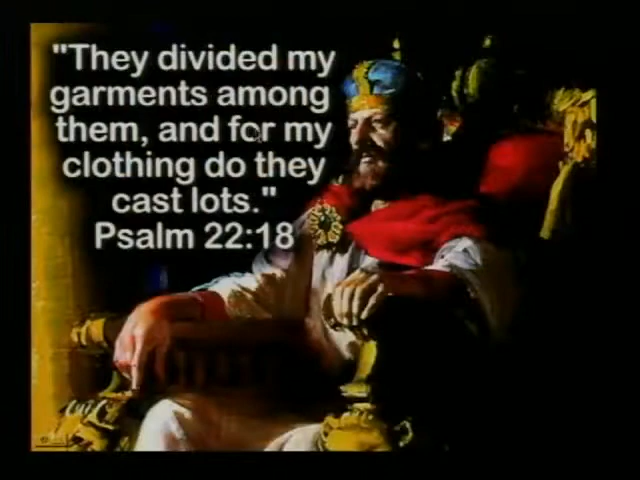 "They divided my
garments among
them, and for my
clothing do they
cast lots."
Psalm 22:18